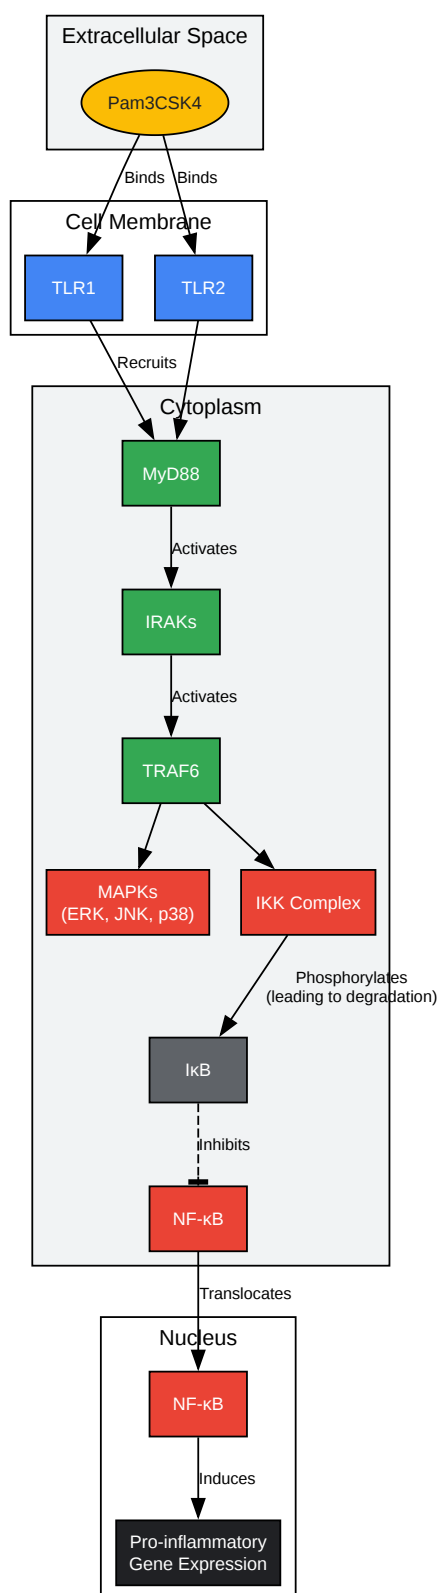 Extracellular Space
Pam3CSK4
Binds
Binds
Cell Membrane
TLR1
TLR2
Recruits
Cytoplasm
MyD88
Activates
IRAKs
Activates
TRAF6
MAPKs
(ERK, JNK, p38)
IKK Complex
Phosphorylates
(leading to degradation)
IκB
Inhibits
NF-κB
Translocates
Nucleus
NF-κB
Induces
Pro-inflammatory
Gene Expression